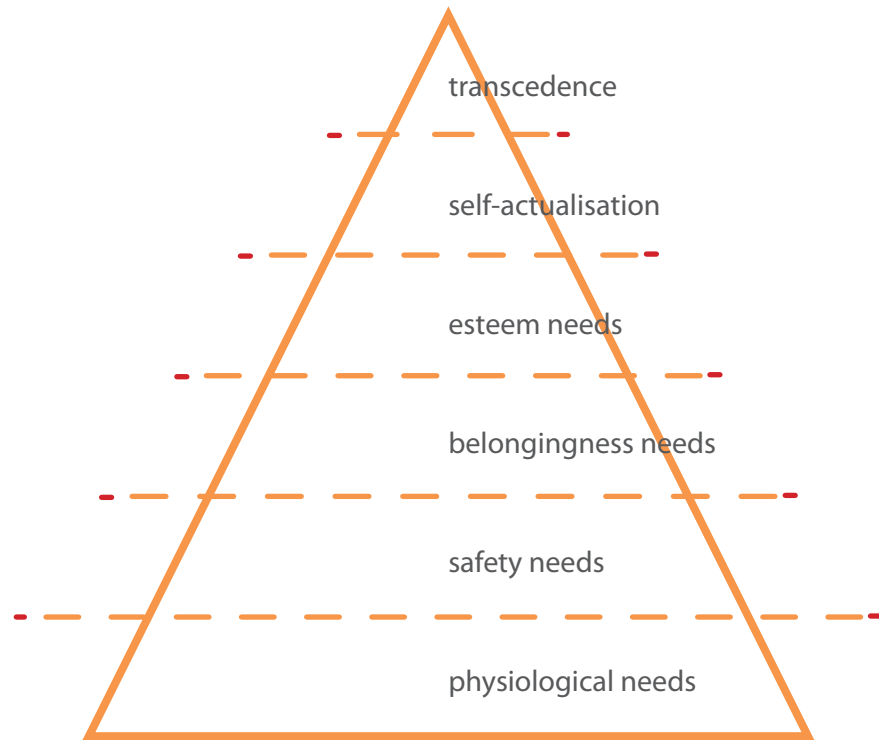 transcedence
self-actualisation
esteem needs
belongingness needs
safety needs
physiological needs